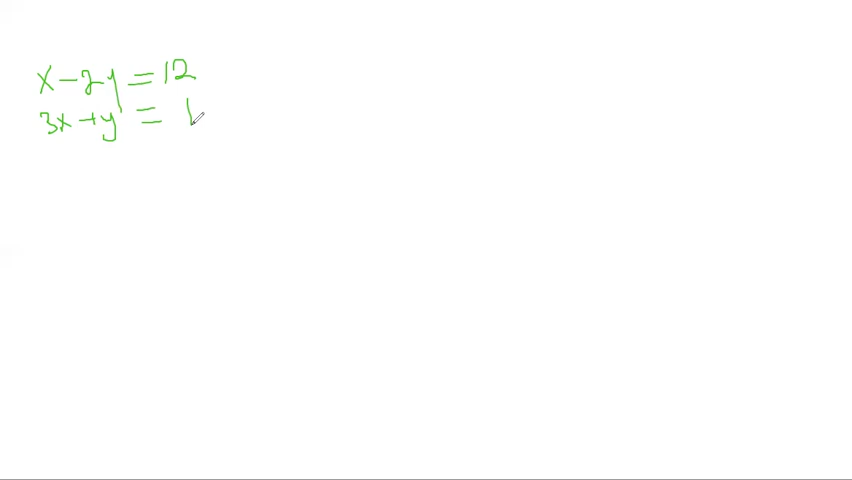 x-2y=12
3x+y = 1